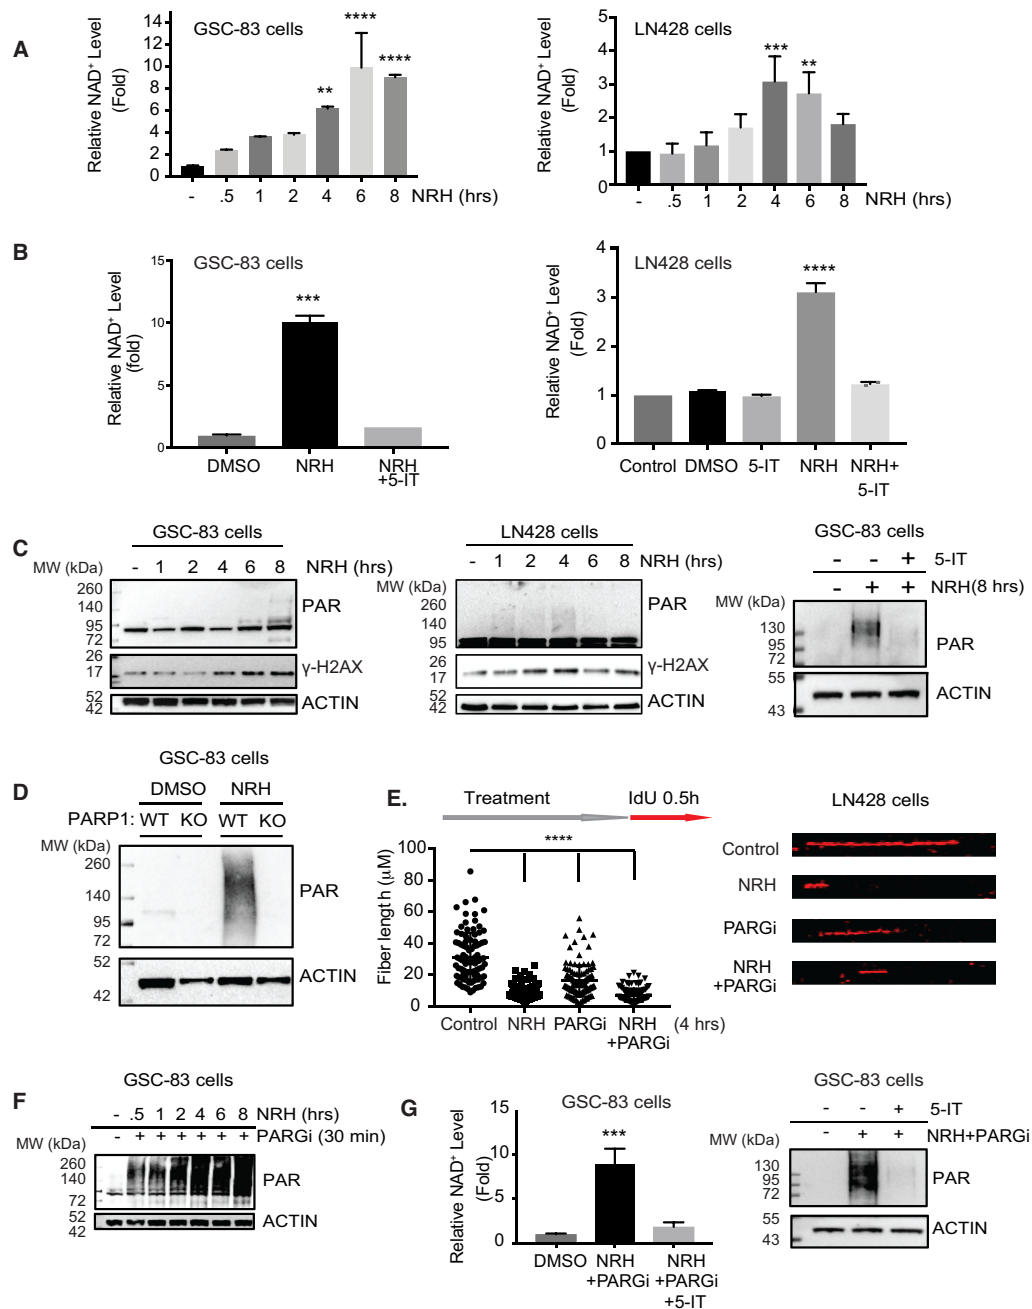 A
GSC-83 cells
Relative NAD⁺ Level
(Fold)
14
12
10
8
6
4
2
0
**
****
****
- .5 1 2 4 6 8 NRH (hrs)
LN428 cells
Relative NAD⁺ Level
(Fold)
5
4
3
2
1
0
***
**
- .5 1 2 4 6 8 NRH (hrs)
B
GSC-83 cells
Relative NAD⁺ Level
(fold)
15
10
5
0
***
DMSO NRH NRH
+5-IT
LN428 cells
Relative NAD⁺ Level
(Fold)
4
3
2
1
0
****
Control DMSO 5-IT NRH NRH+
5-IT
C
GSC-83 cells
MW (kDa) - 1 2 4 6 8 NRH (hrs)
260
140
95
72
PAR
26
17
γ-H2AX
52
42
ACTIN
LN428 cells
MW (kDa) - 1 2 4 6 8 NRH (hrs)
260
140
95
PAR
26
17
γ-H2AX
52
42
ACTIN
GSC-83 cells
- - + 5-IT
- + + NRH(8 hrs)
MW (kDa)
130
95
72
PAR
55
43
ACTIN
D
GSC-83 cells
DMSO NRH
PARP1: WT KO WT KO
MW (kDa)
260
140
95
72
PAR
52
42
ACTIN
E.
Treatment IdU 0.5h
****
Fiber lengt h (μM)
100
80
60
40
20
0
Control NRH PARGi NRH
+PARGi
(4 hrs)
LN428 cells
Control
NRH
PARGi
NRH
+PARGi
F
GSC-83 cells
- .5 1 2 4 6 8 NRH (hrs)
- + + + + + + PARGi (30 min)
MW (kDa)
260
140
72
PAR
52
42
ACTIN
G
GSC-83 cells
Relative NAD⁺ Level
(Fold)
15
10
5
0
***
DMSO NRH NRH
+PARGi +PARGi
+5-IT
GSC-83 cells
- - + 5-IT
- + + NRH+PARGi
MW (kDa)
130
95
72
PAR
55
43
ACTIN